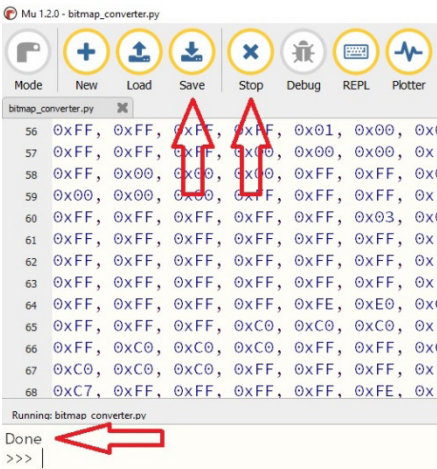 Mu 1.2.0 - bitmap_converter.py
Mode New Load Save Stop Debug REPL Plotter
bitmap_converter.py
56 0xFF, 0xFF, 0xFF, 0xFF, 0x01, 0x00,
57 0xFF, 0xFF, 0xFF, 0x00, 0x00, 0x00,
58 0xFF, 0x00, 0x00, 0x00, 0xFF, 0xFF,
59 0x00, 0x00, 0x00, 0xFF, 0xFF, 0xFF,
60 0xFF, 0xFF, 0xFF, 0xFF, 0xFF, 0x03,
61 0xFF, 0xFF, 0xFF, 0xFF, 0xFF, 0xFF,
62 0xFF, 0xFF, 0xFF, 0xFF, 0xFF, 0xFF,
63 0xFF, 0xFF, 0xFF, 0xFF, 0xFF, 0xFF,
64 0xFF, 0xFF, 0xFF, 0xFF, 0xFE, 0xE0,
65 0xFF, 0xFF, 0xFF, 0xC0, 0xC0, 0xC0,
66 0xFF, 0xC0, 0xC0, 0xC0, 0xFF, 0xFF,
67 0xC0, 0xC0, 0xC0, 0xFF, 0xFF, 0xFF,
68 0xC7, 0xFF, 0xFF, 0xFF, 0xFF, 0xFE,
Running: bitmap_converter.py
Done
>>>